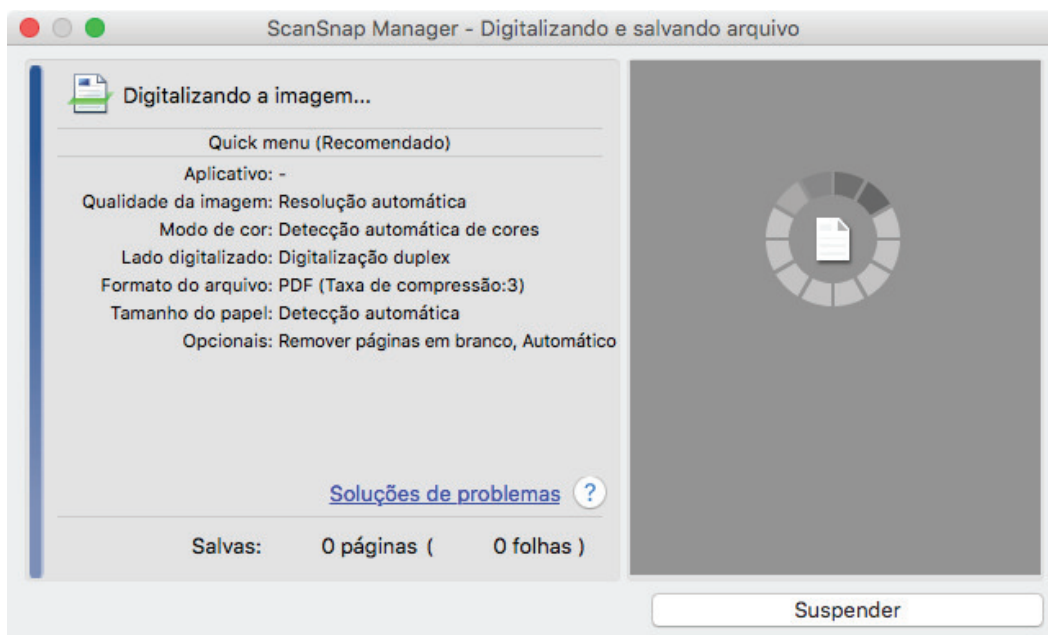 ScanSnap Manager - Digitalizando e salvando arquivo
Digitalizando a imagem...
Quick menu (Recomendado)
Aplicativo: -
Qualidade da imagem: Resolução automática
Modo de cor: Detecção automática de cores
Lado digitalizado: Digitalização duplex
Formato do arquivo: PDF (Taxa de compressão:3)
Tamanho do papel: Detecção automática
Opcionais: Remover páginas em branco, Automático
Soluções de problemas ?
Salvas: 0 páginas ( 0 folhas )
Suspender